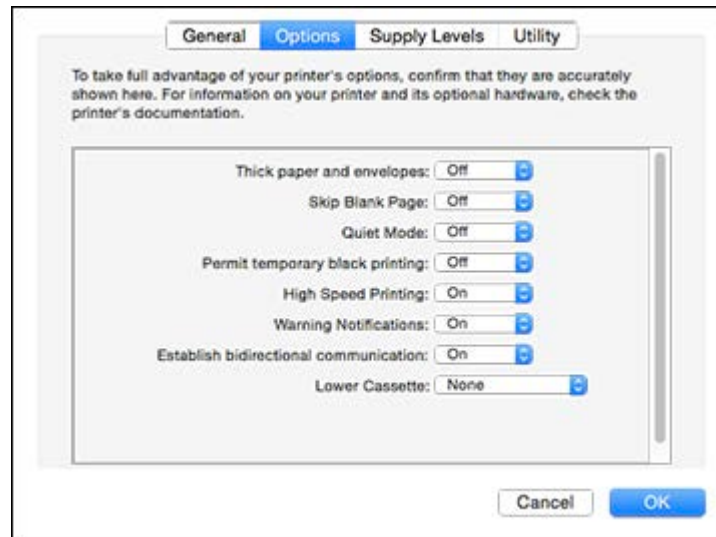 General Options Supply Levels Utility
To take full advantage of your printer's options, confirm that they are accurately
shown here. For information on your printer and its optional hardware, check the
printer's documentation.
Thick paper and envelopes: Off
Skip Blank Page: Off
Quiet Mode: Off
Permit temporary black printing: Off
High Speed Printing: On
Warning Notifications: On
Establish bidirectional communication: On
Lower Cassette: None
Cancel OK